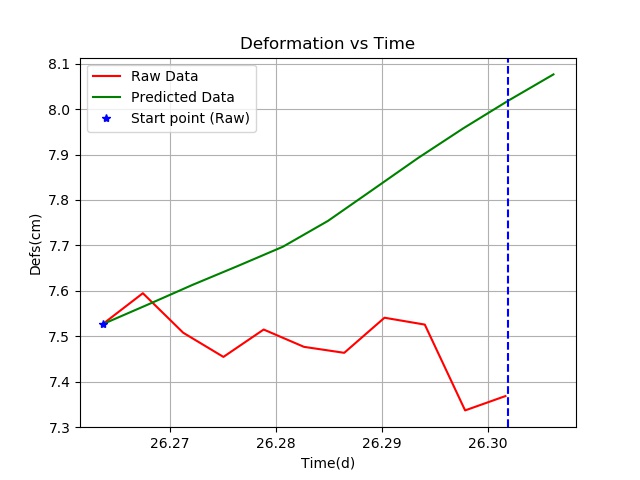 Deformation vs Time
Raw Data
Predicted Data
Start point (Raw)
8.1
8.0
7.9
7.8
7.7
7.6
7.5
7.4
7.3
Defs(cm)
26.27 26.28 26.29 26.30
Time(d)